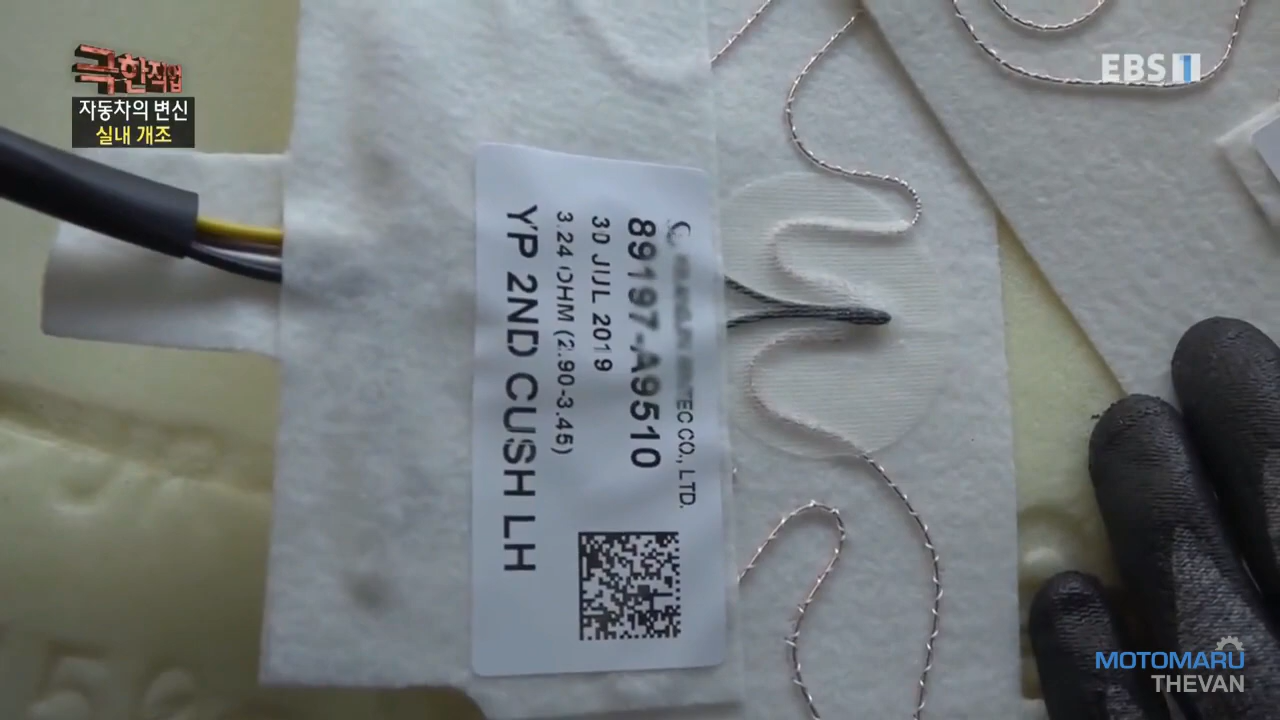 극한직업
자동차의 변신
실내 개조
EBS 1
TEC CO., LTD.
89197-A9510
30 JUL 2019
3.24 OHM (2.90-3.45)
YP 2ND CUSH LH
MOTOMARU
THEVAN